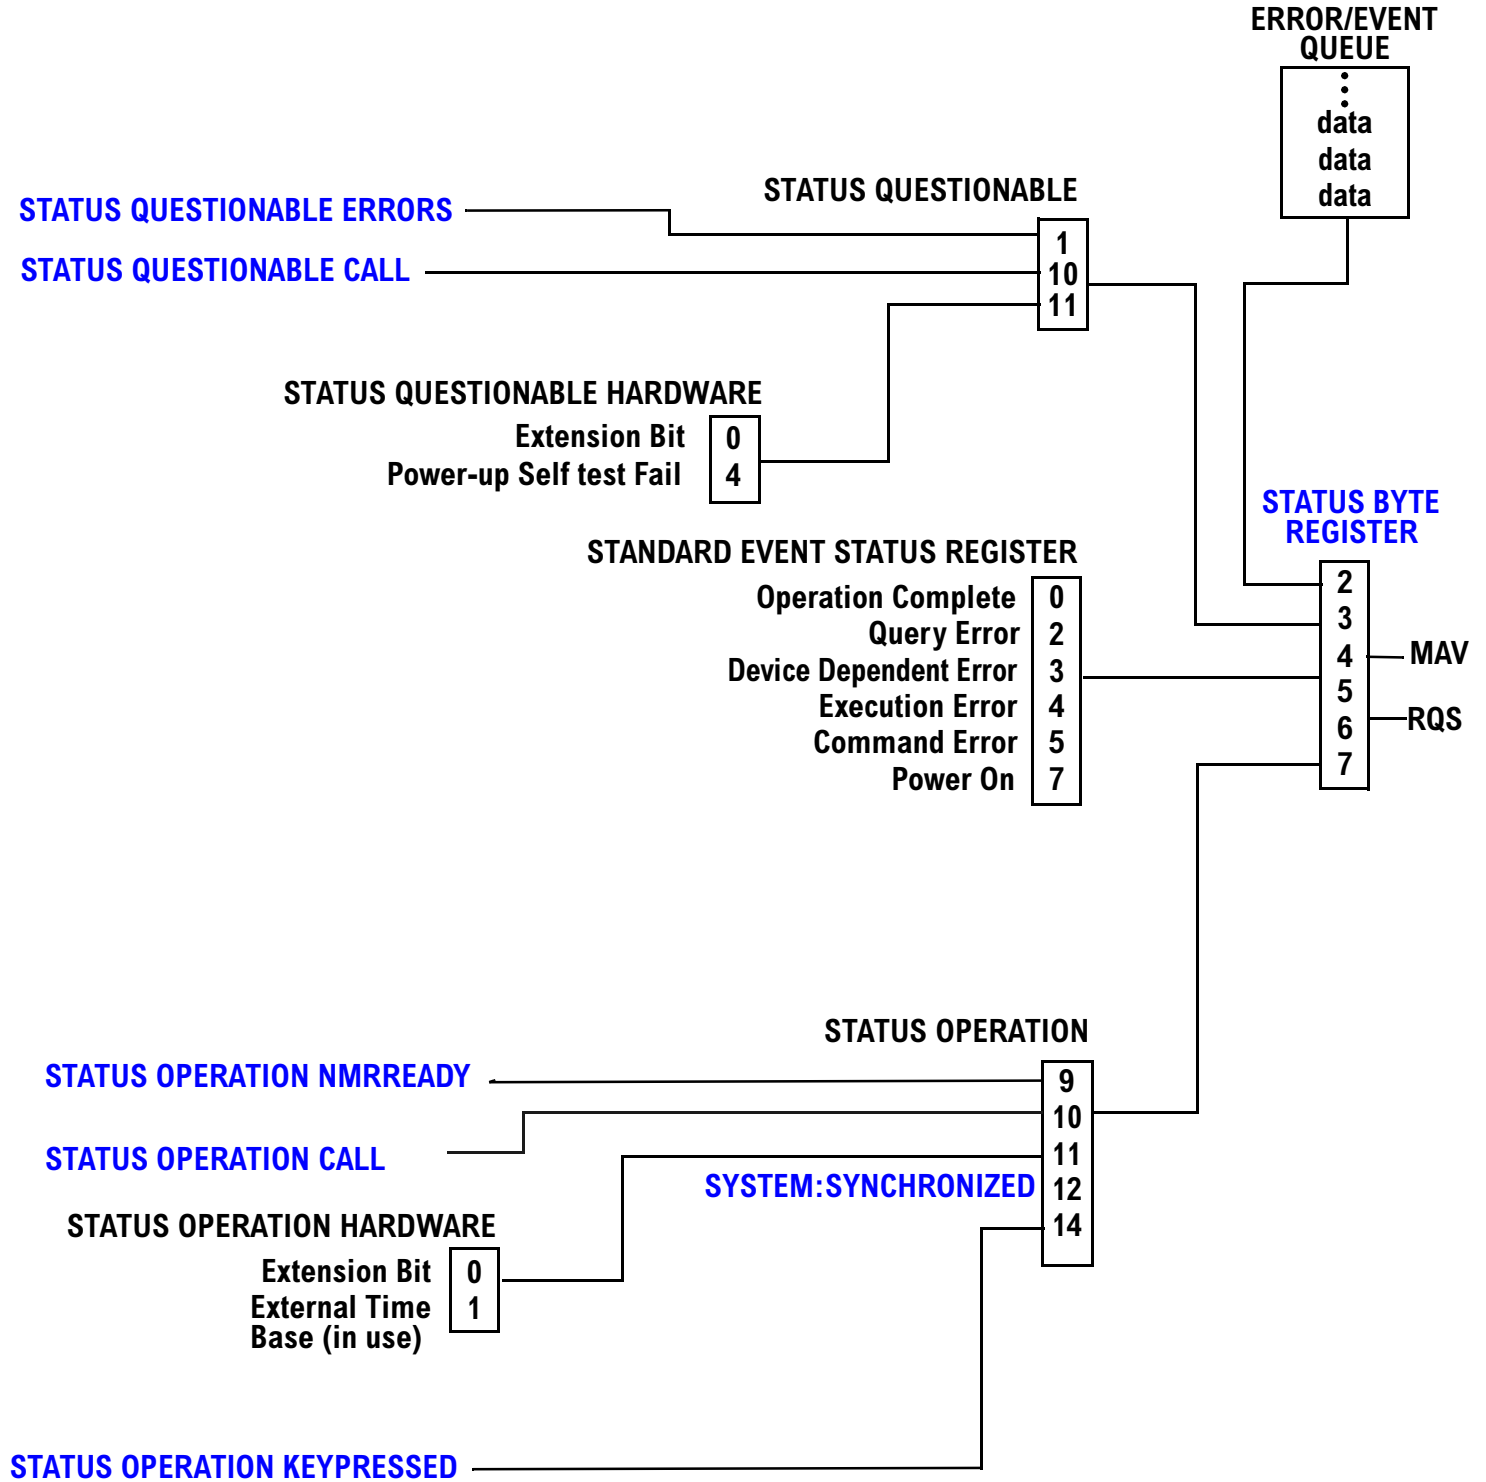 ERROR/EVENT
QUEUE
data
data
data
STATUS QUESTIONABLE
STATUS QUESTIONABLE ERRORS
1
STATUS QUESTIONABLE CALL
10
11
STATUS QUESTIONABLE HARDWARE
Extension Bit 0
Power-up Self test Fail 4
STATUS BYTE
REGISTER
2
3
4 MAV
5
6 RQS
7
STANDARD EVENT STATUS REGISTER
Operation Complete 0
Query Error 2
Device Dependent Error 3
Execution Error 4
Command Error 5
Power On 7
STATUS OPERATION
STATUS OPERATION NMRREADY
9
10
STATUS OPERATION CALL
11
SYSTEM:SYNCHRONIZED 12
14
STATUS OPERATION HARDWARE
Extension Bit 0
External Time 1
Base (in use)
STATUS OPERATION KEYPRESSED